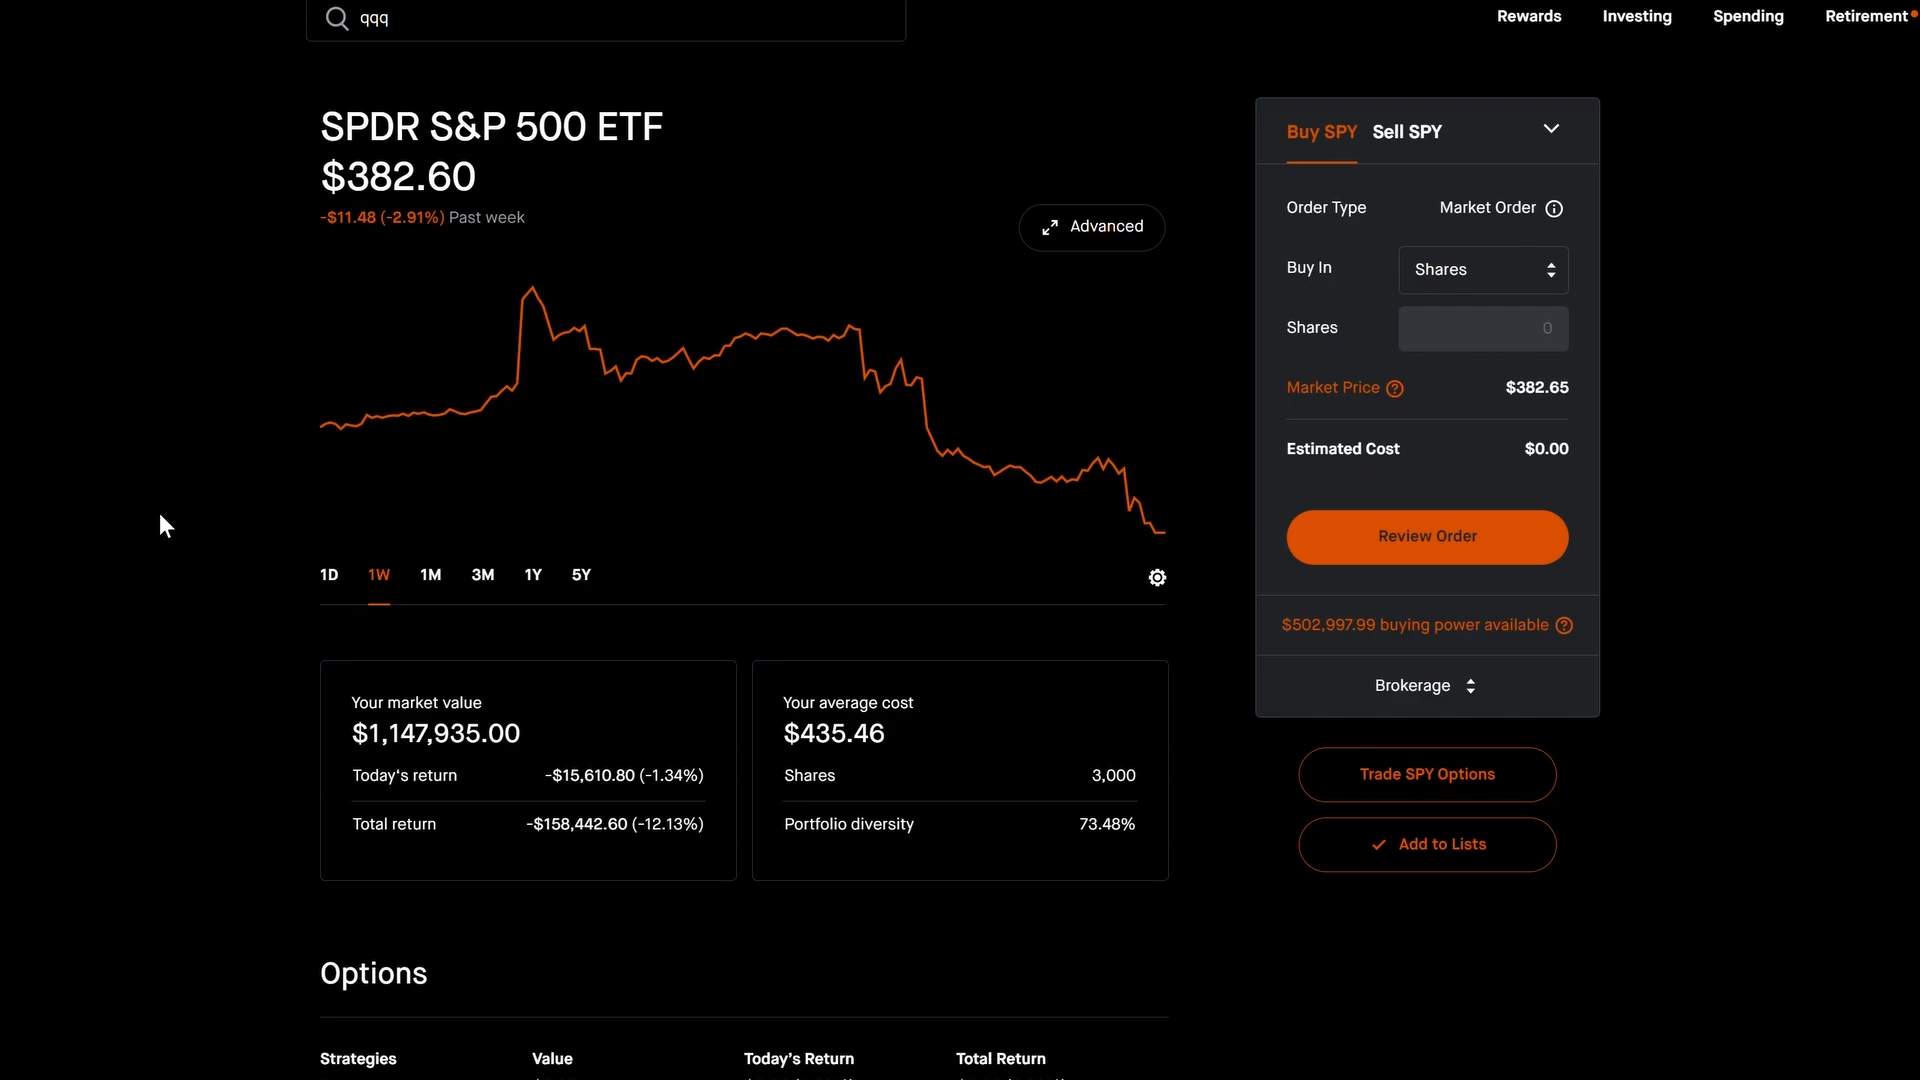 qqq
Rewards Investing Spending Retirement
SPDR S&P 500 ETF
$382.60
-$11.48 (-2.91%) Past week
Advanced
1D 1W 1M 3M 1Y 5Y
Your market value
$1,147,935.00
Today's return -$15,610.80 (-1.34%)
Total return -$158,442.60 (-12.13%)
Your average cost
$435.46
Shares 3,000
Portfolio diversity 73.48%
Options
Strategies Value Today's Return Total Return
Buy SPY Sell SPY
Order Type Market Order
Buy In Shares
Shares 0
Market Price $382.65
Estimated Cost $0.00
Review Order
$502,997.99 buying power available
Brokerage
Trade SPY Options
Add to Lists